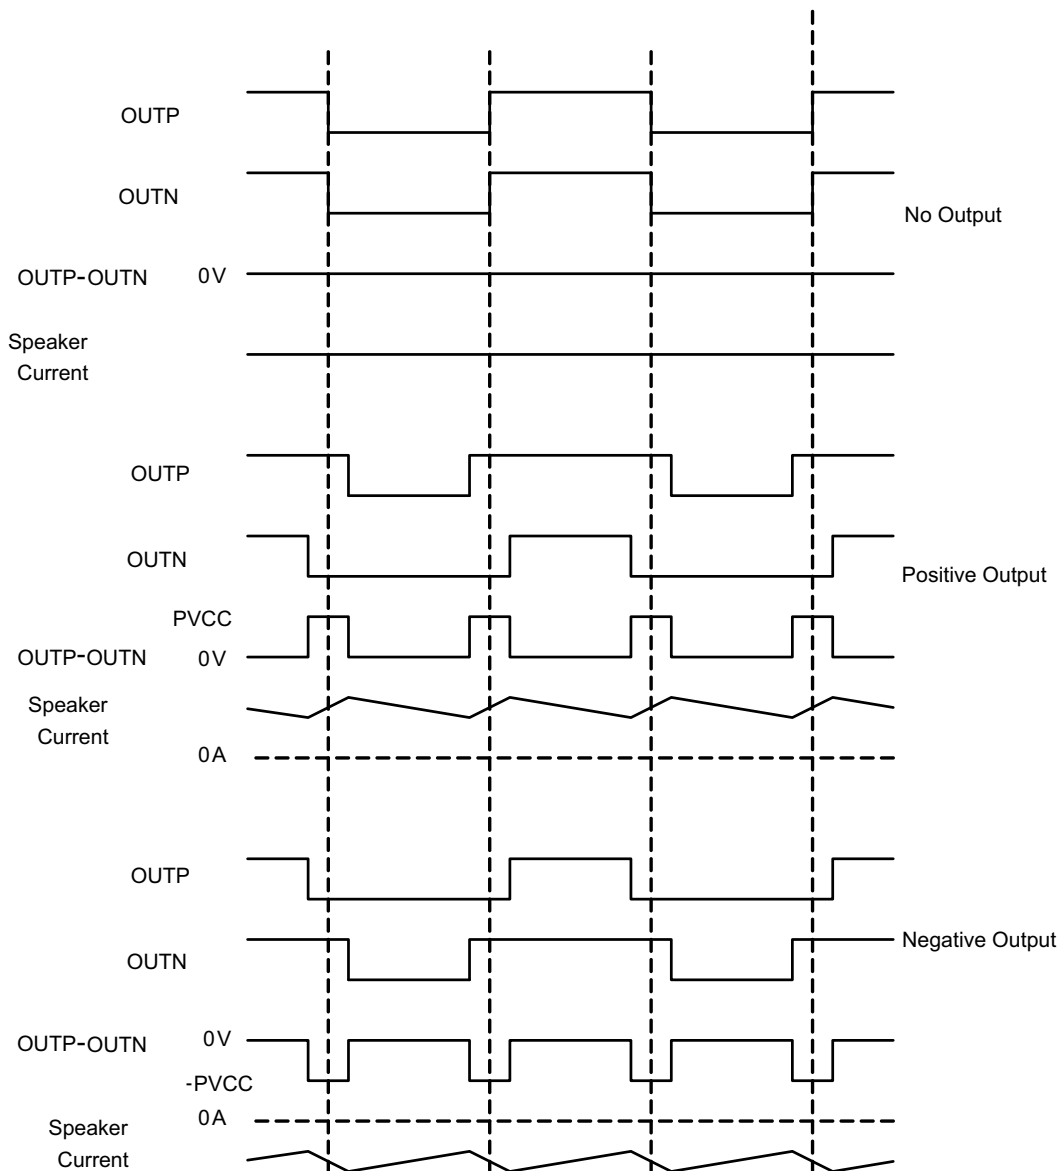 OUTP
OUTN
No Output
OUTP-OUTN 0V
Speaker
Current
OUTP
OUTN
Positive Output
PVCC
OUTP-OUTN 0V
Speaker
Current
0A
OUTP
Negative Output
OUTN
0V
OUTP-OUTN
-PVCC
0A
Speaker
Current